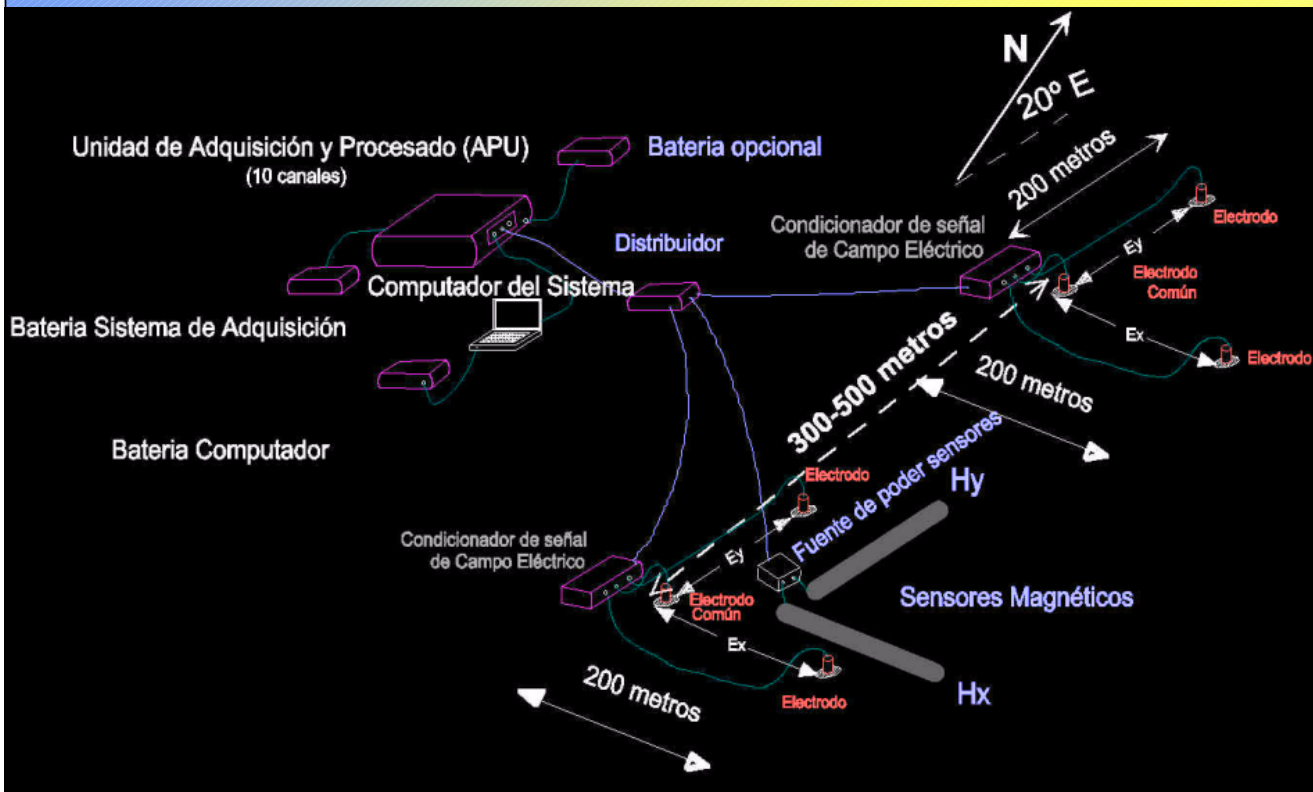 N
20º E
Unidad de Adquisición y Procesado (APU)
(10 canales)
Bateria opcional
200 metros
Condicionador de señal
de Campo Eléctrico
Electrodo
Distribuidor
Ey
Electrodo
Común
Computador del Sistema
Bateria Sistema de Adquisición
Ex
Electrodo
200 metros
300-500 metros
Bateria Computador
Electrodo
Hy
Fuente de poder sensores
Condicionador de señal
de Campo Eléctrico
Ey
Electrodo
Común
Sensores Magnéticos
Ex
200 metros
Electrodo
Hx